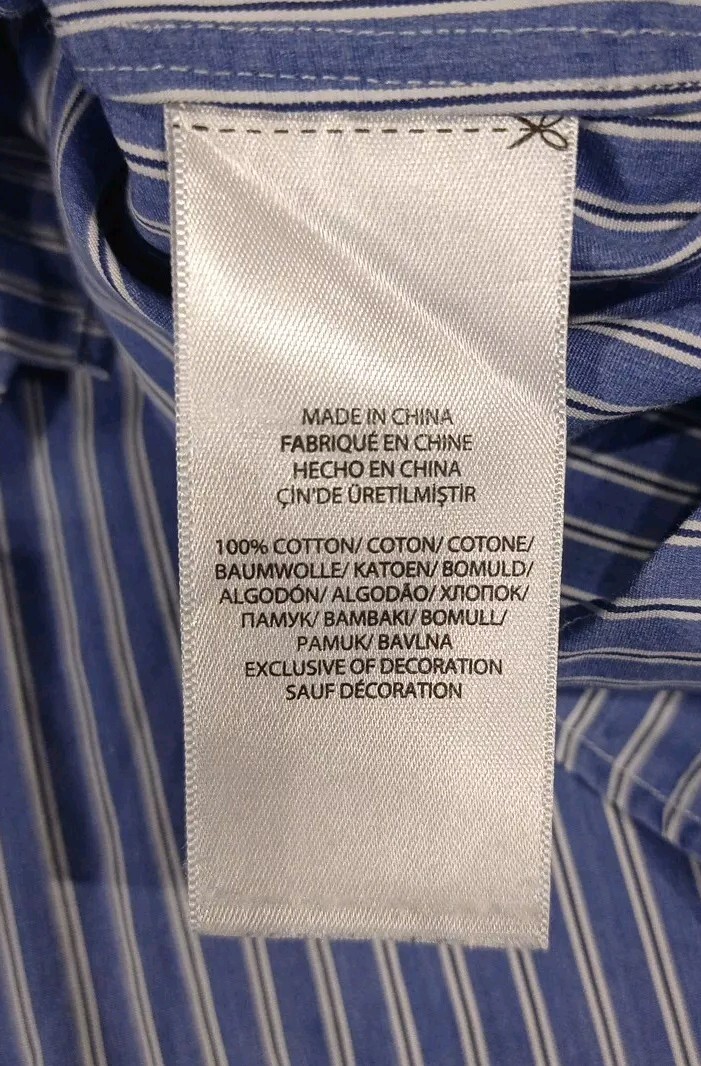 MADE IN CHINA
FABRIQUÉ EN CHINE
HECHO EN CHINA
ÇİN'DE ÜRETİLMİŞTİR
100% COTTON/ COTON/ COTONE/
BAUMWOLLE/ KATOEN/ BOMULD/
ALGODÓN/ ALGODÃO/ ХЛОПОК/
ПАМУК/ BAMBAKI/ BOMULL/
PAMUK/ BAVLNA
EXCLUSIVE OF DECORATION
SAUF DÉCORATION